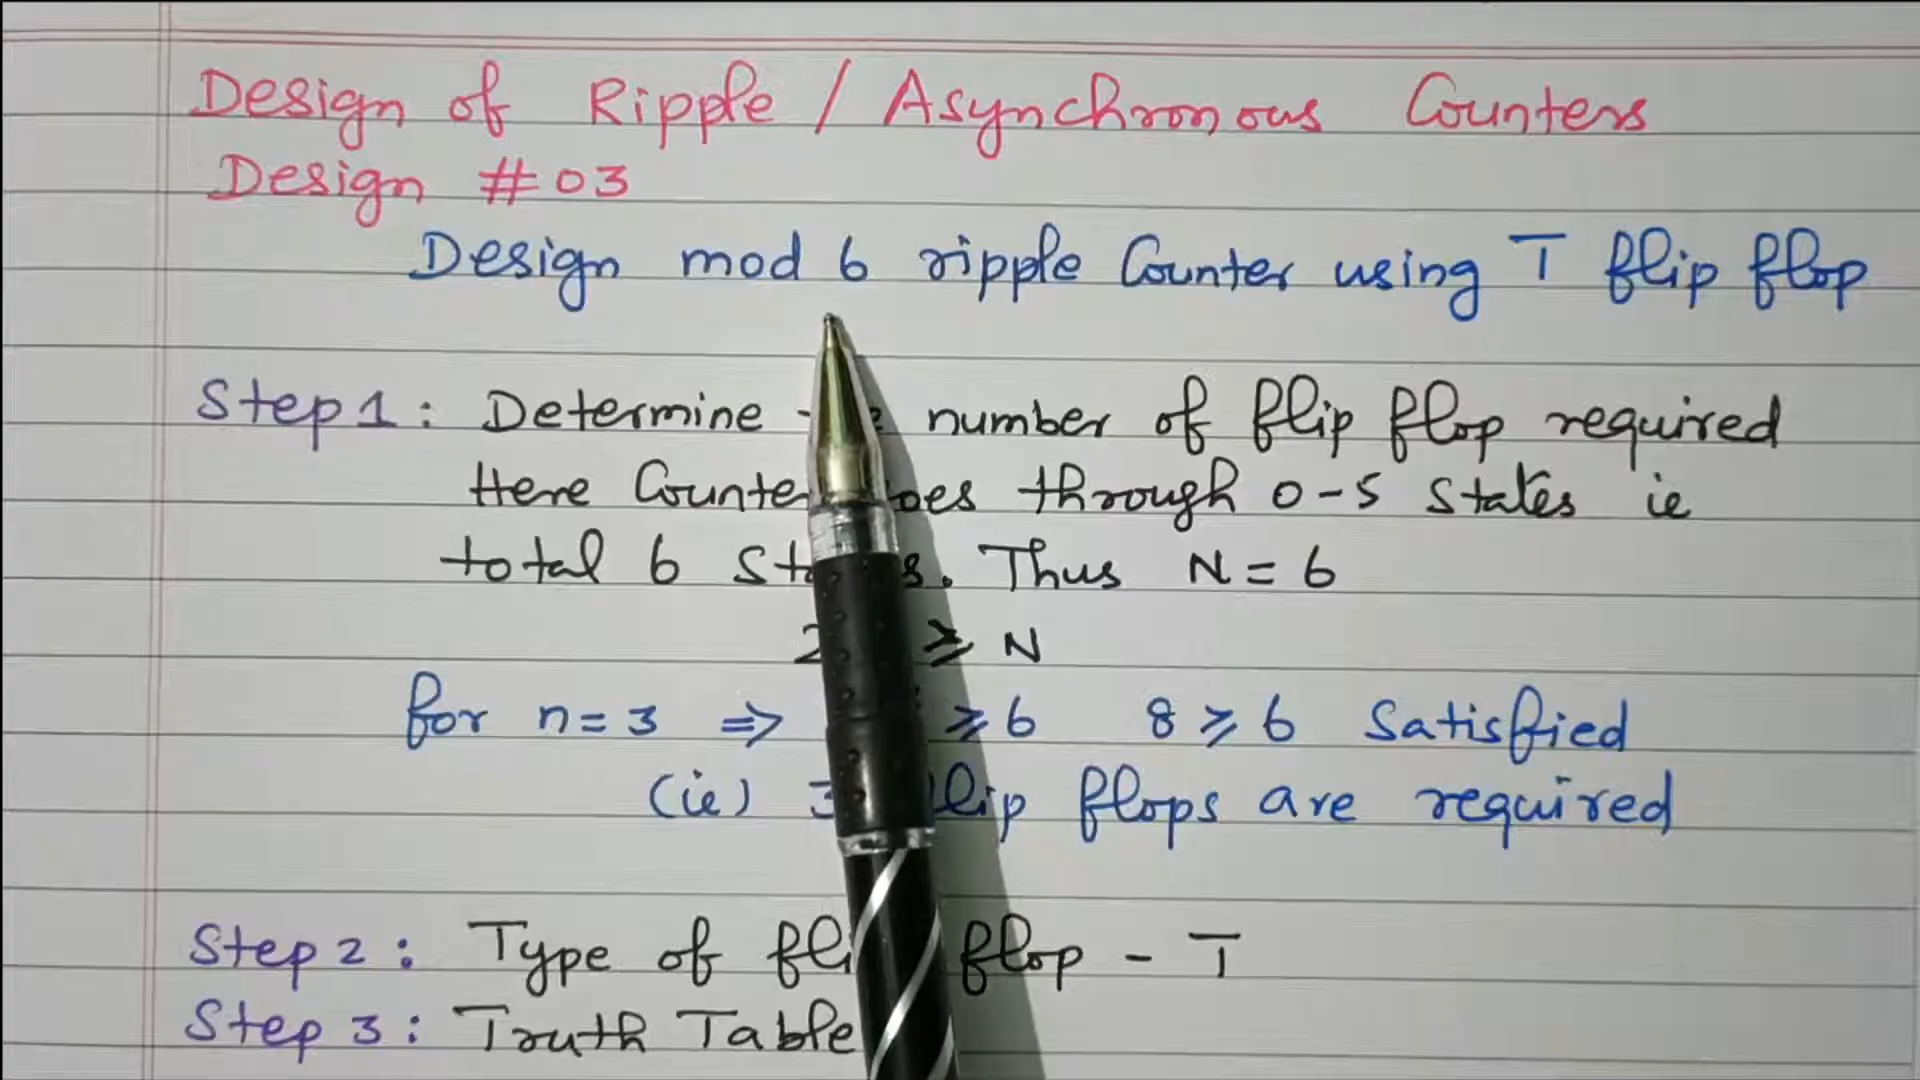 Design of Ripple / Asynchronous Counters
Design #03
Design mod 6 ripple Counter using T flip flop
Step 1: Determine number of flip flop required
Here through 0-5 States ie
total 6 Thus N = 6
≥ N
for n=3 ⇒ ≥ 6 8 ≥ 6 Satisfied
(ie) 3 flops are required
Step 2: Type of flop - T
Step 3: Truth Table